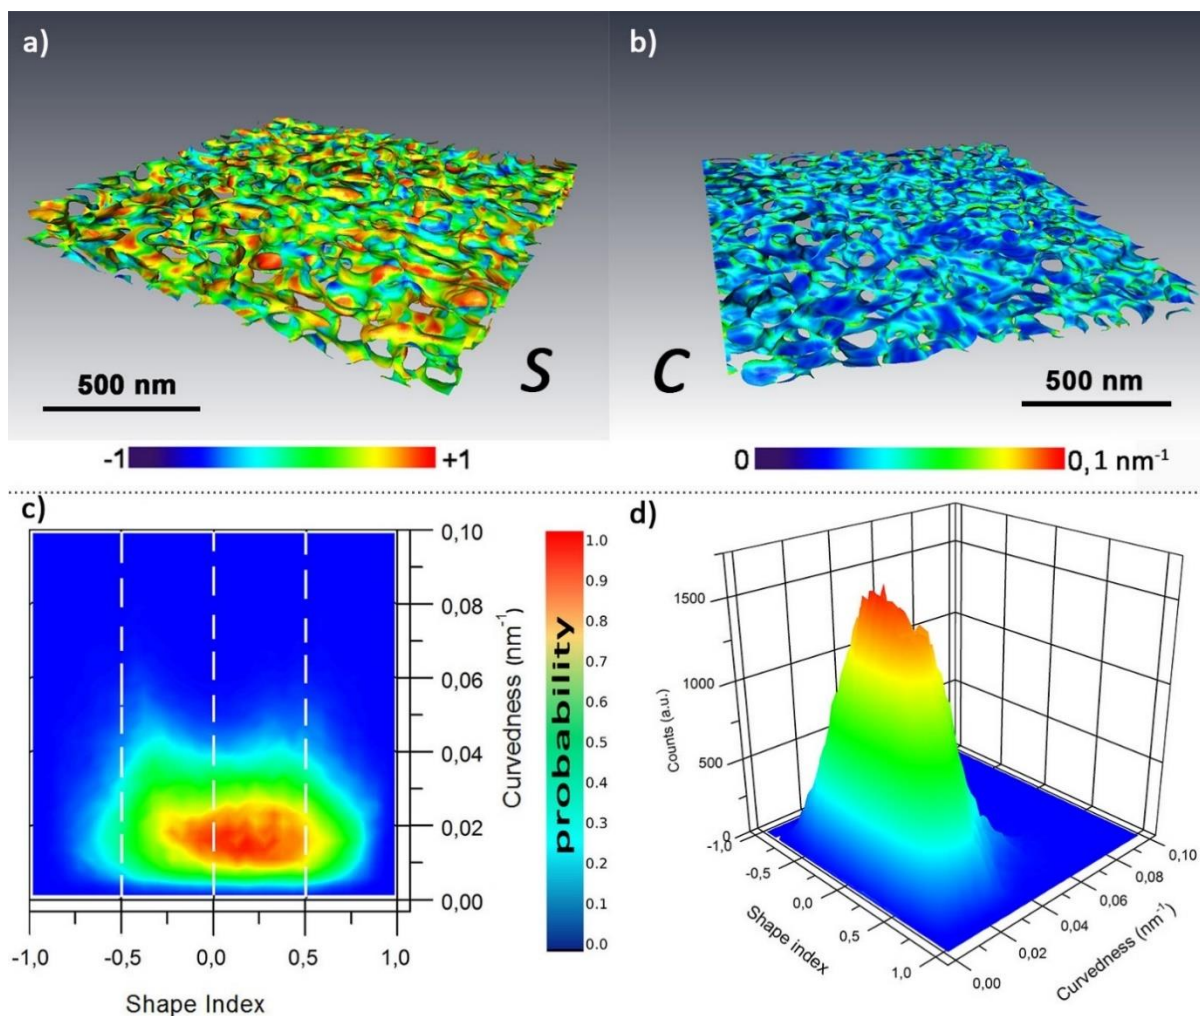 a)
b)
S
C
500 nm
500 nm
-1
+1
0
0,1 nm⁻¹
c)
d)
0,10
0,08
0,06
0,04
0,02
0,00
Curvedness (nm⁻¹)
-1,0
-0,5
0,0
0,5
1,0
Shape Index
probability
1.0
0.9
0.8
0.7
0.6
0.5
0.4
0.3
0.2
0.1
0.0
1500
1000
500
0
Counts (a.u.)
-1,0
-0,5
0,0
0,5
1,0
Shape index
0,00
0,02
0,04
0,06
0,08
0,10
Curvedness (nm⁻¹)